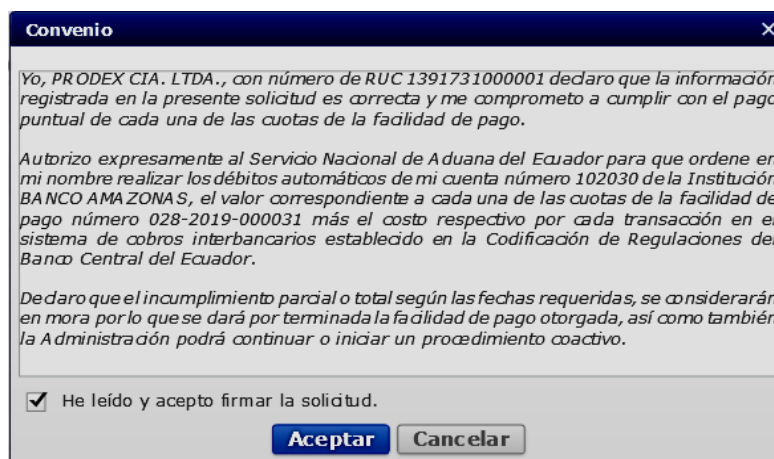 Convenio
Yo, PRODEX CIA. LTDA., con número de RUC 1391731000001 declaro que la información
registrada en la presente solicitud es correcta y me comprometo a cumplir con el pago
puntual de cada una de las cuotas de la facilidad de pago.
Autorizo expresamente al Servicio Nacional de Aduana del Ecuador para que ordene en
mi nombre realizar los débitos automáticos de mi cuenta número 102030 de la Institución
BANCO AMAZONAS, el valor correspondiente a cada una de las cuotas de la facilidad de
pago número 028-2019-000031 más el costo respectivo por cada transacción en el
sistema de cobros interbancarios establecido en la Codificación de Regulaciones del
Banco Central del Ecuador.
Declaro que el incumplimiento parcial o total según las fechas requeridas, se considerarán
en mora por lo que se dará por terminada la facilidad de pago otorgada, así como también
la Administración podrá continuar o iniciar un procedimiento coactivo.
He leído y acepto firmar la solicitud.
Aceptar Cancelar